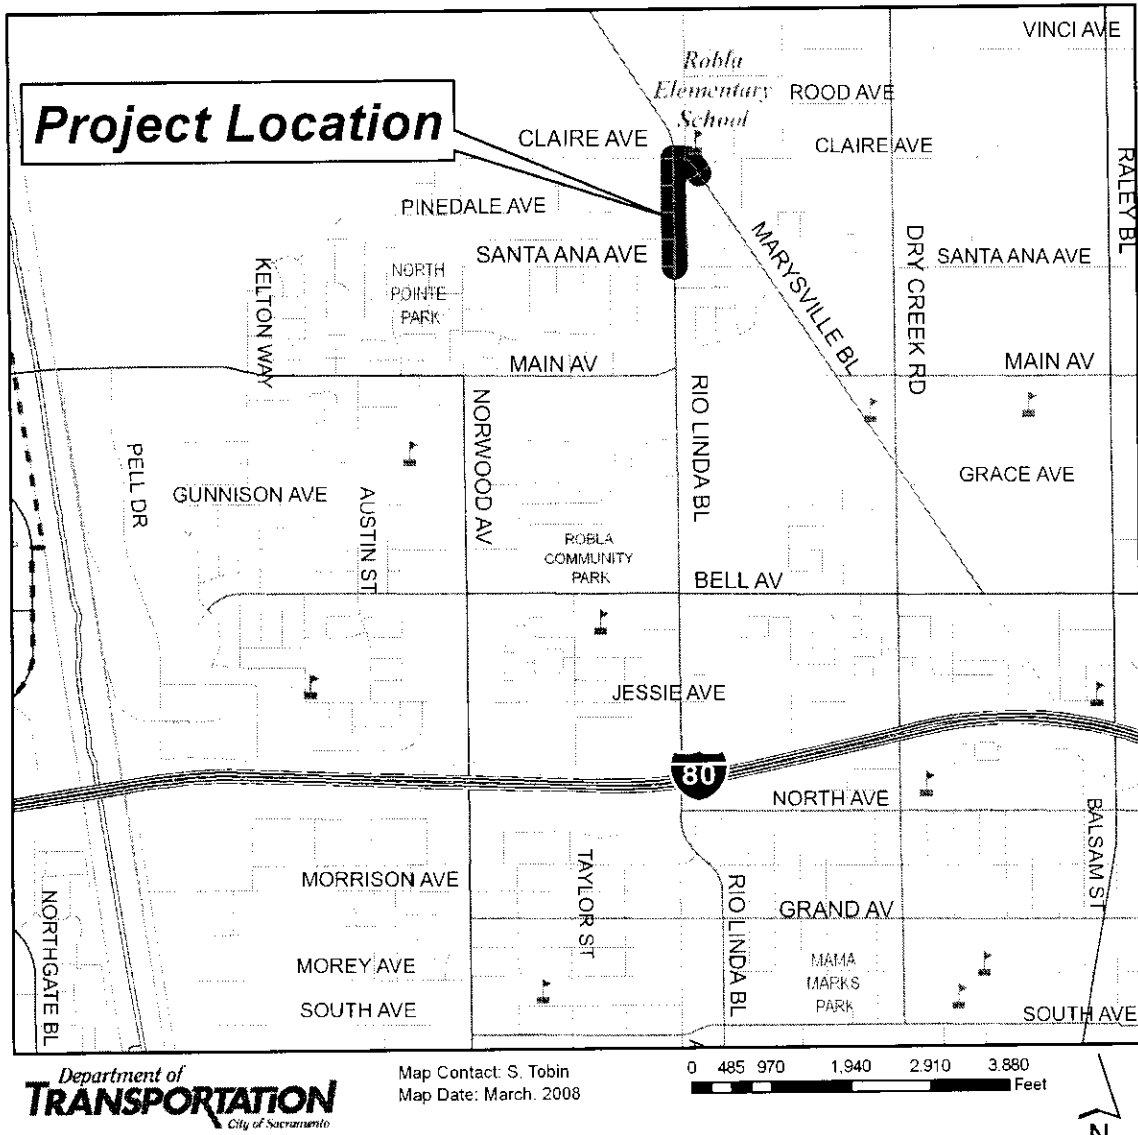 VINCI AVE
Robla
Elementary
School
ROOD AVE
Project Location
CLAIRE AVE
CLAIRE AVE
RALEY BL
PINEDALE AVE
SANTA ANA AVE
MARYSVILLE BL
DRY CREEK RD
SANTA ANA AVE
KELTON WAY
NORTH
POINTE
PARK
MAIN AV
MAIN AV
RIO LINDA BL
NORWOOD AV
PELL DR
GUNNISON AVE
AUSTIN ST
GRACE AVE
ROBLA
COMMUNITY
PARK
BELL AV
JESSIE AVE
80
NORTH AVE
BALSAM ST
MORRISON AVE
TAYLOR ST
RIO LINDA BL
GRAND AV
NORTHGATE BL
MOREY AVE
MAMA
MARKS
PARK
SOUTH AVE
SOUTH AVE
Department of
TRANSPORTATION
City of Sacramento
Map Contact: S. Tobin
Map Date: March. 2008
0 485 970 1,940 2.910 3.880
Feet
N